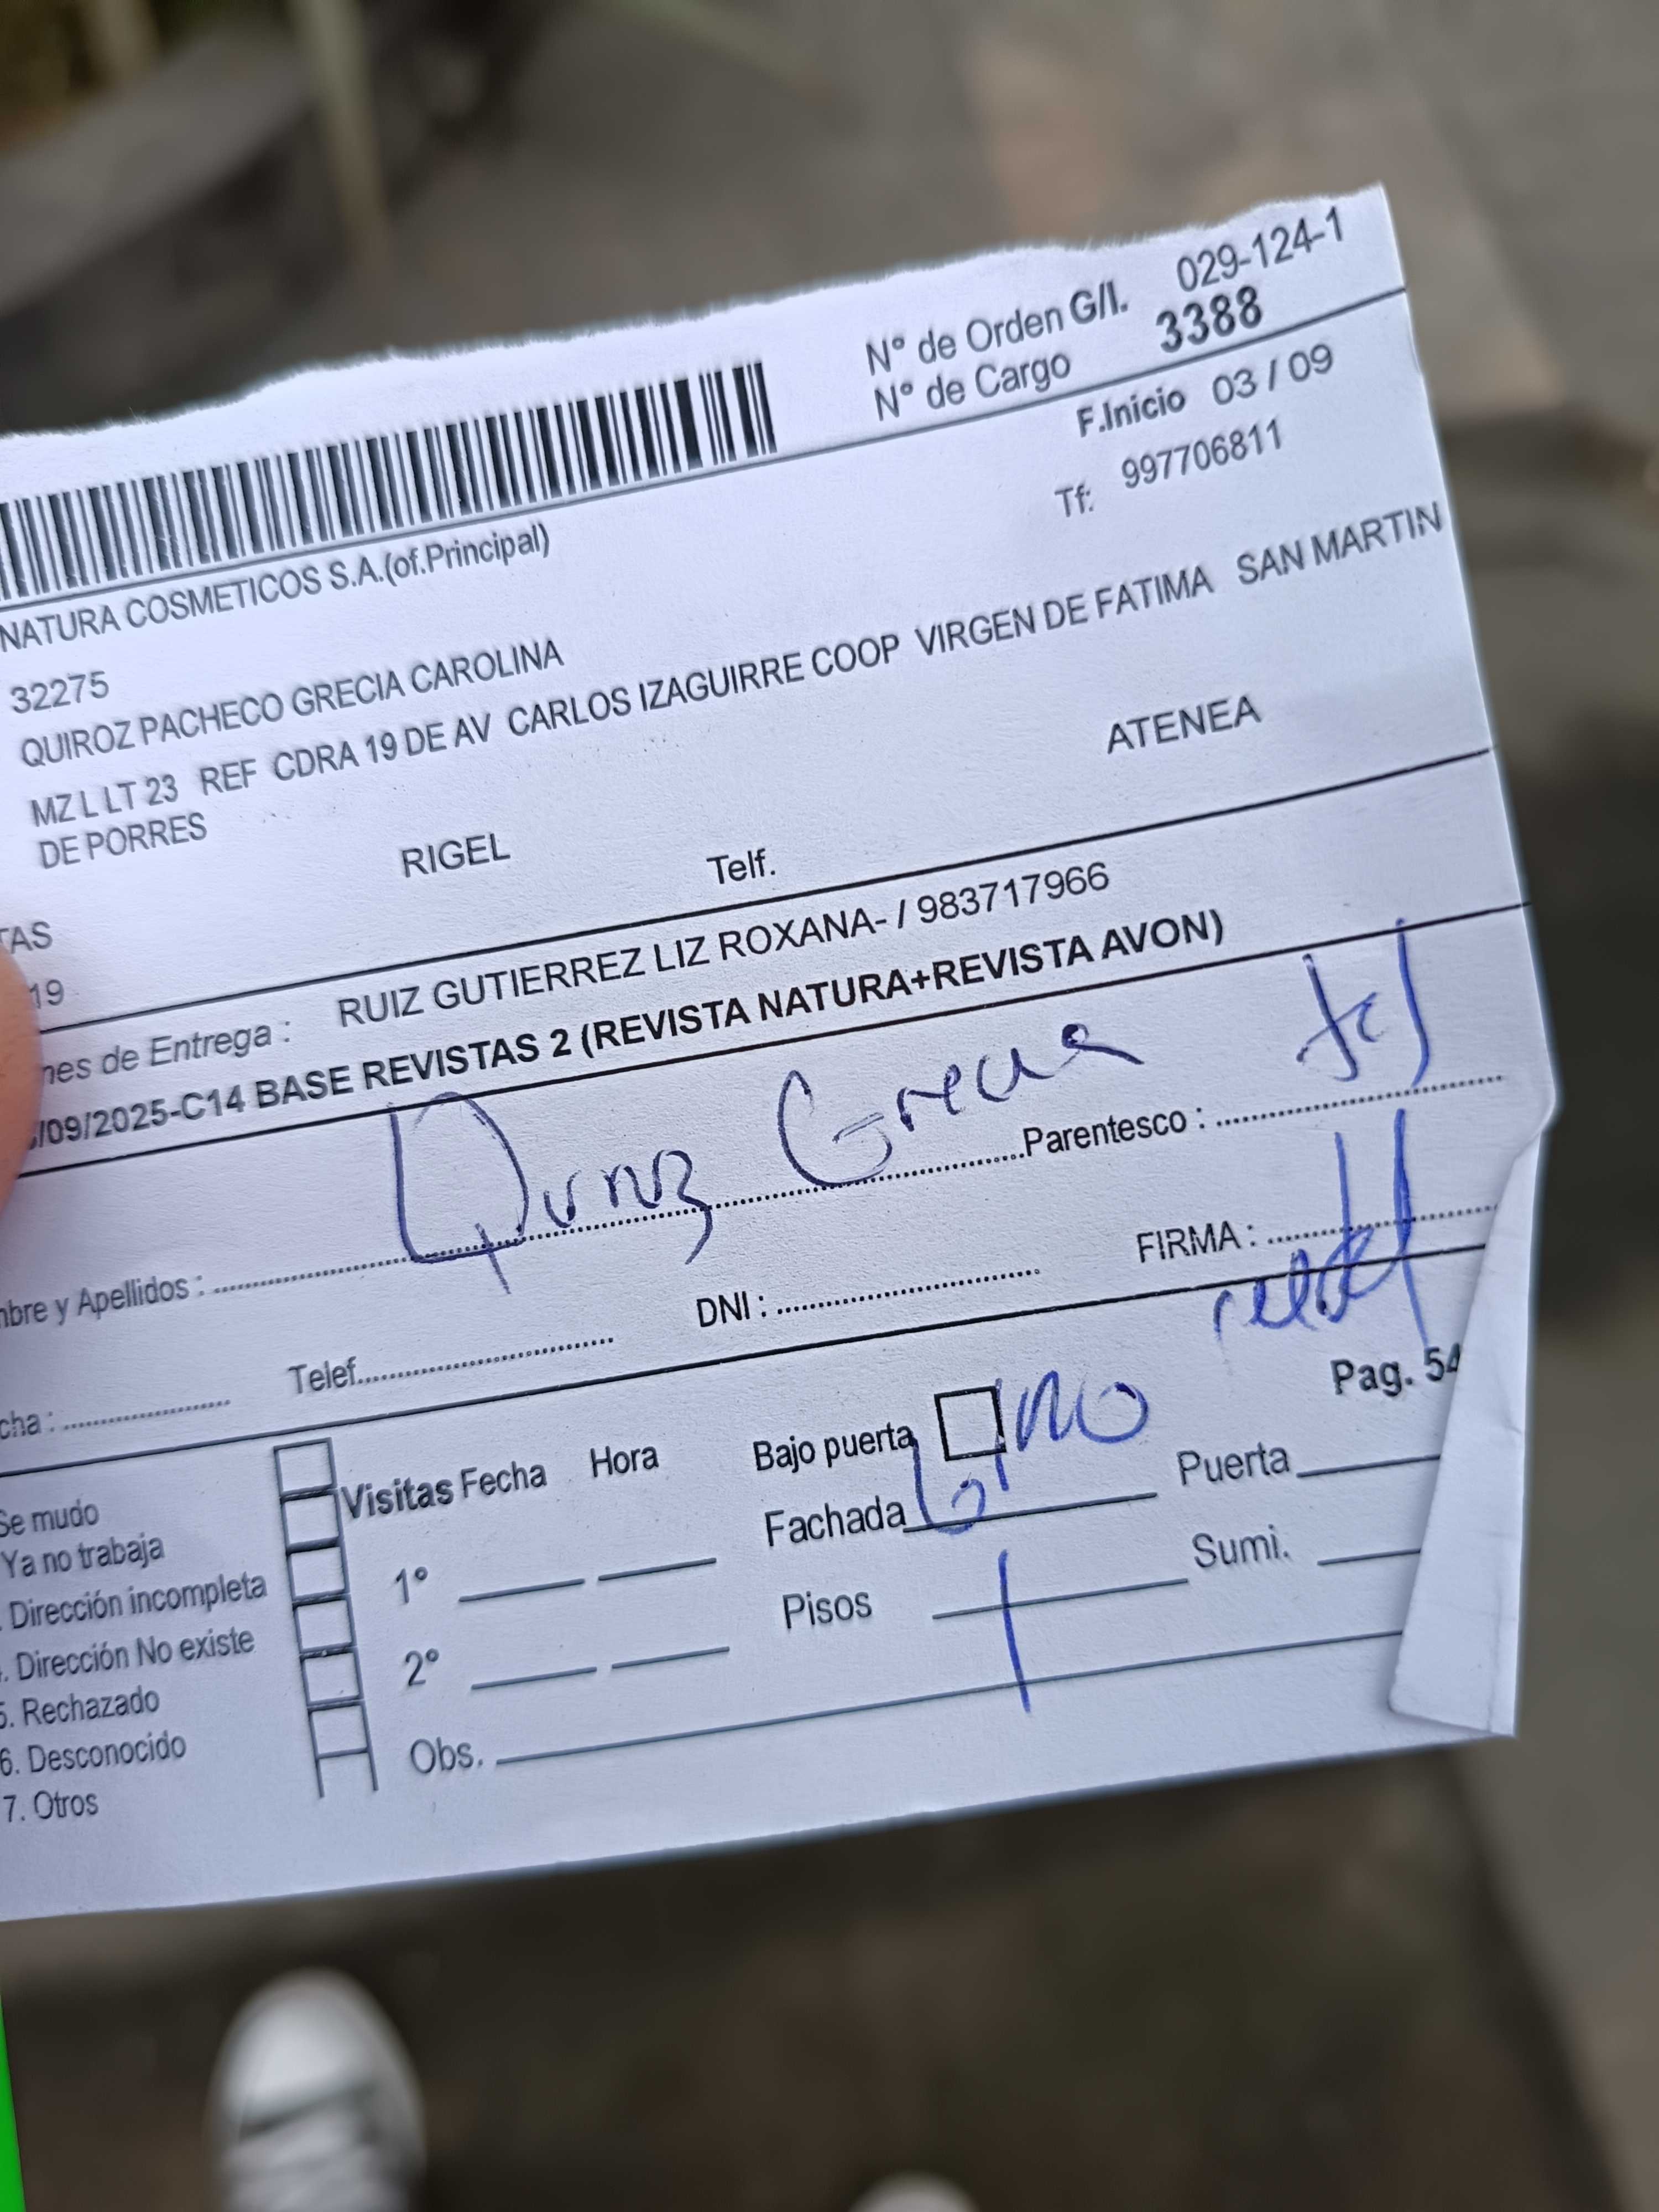 N° de Orden G/I. 029-124-1
N° de Cargo 3388
F.Inicio 03 / 09
NATURA COSMETICOS S.A.(of.Principal)
Tf: 997706811
32275
QUIROZ PACHECO GRECIA CAROLINA
MZ L LT 23 REF CDRA 19 DE AV CARLOS IZAGUIRRE COOP VIRGEN DE FATIMA SAN MARTIN
DE PORRES
RIGEL
ATENEA
TAS
Telf.
19
nes de Entrega : RUIZ GUTIERREZ LIZ ROXANA- / 983717966
/09/2025-C14 BASE REVISTAS 2 (REVISTA NATURA+REVISTA AVON)
mbre y Apellidos : Quiroz Grecia Parentesco :
DNI : FIRMA :
cha : Telef.
Pag. 54
Se mudo
Ya no trabaja
. Dirección incompleta
. Dirección No existe
5. Rechazado
6. Desconocido
7. Otros
Visitas Fecha Hora
1°
2°
Obs.
Bajo puerta
Fachada
Puerta
Pisos 1
Sumi.